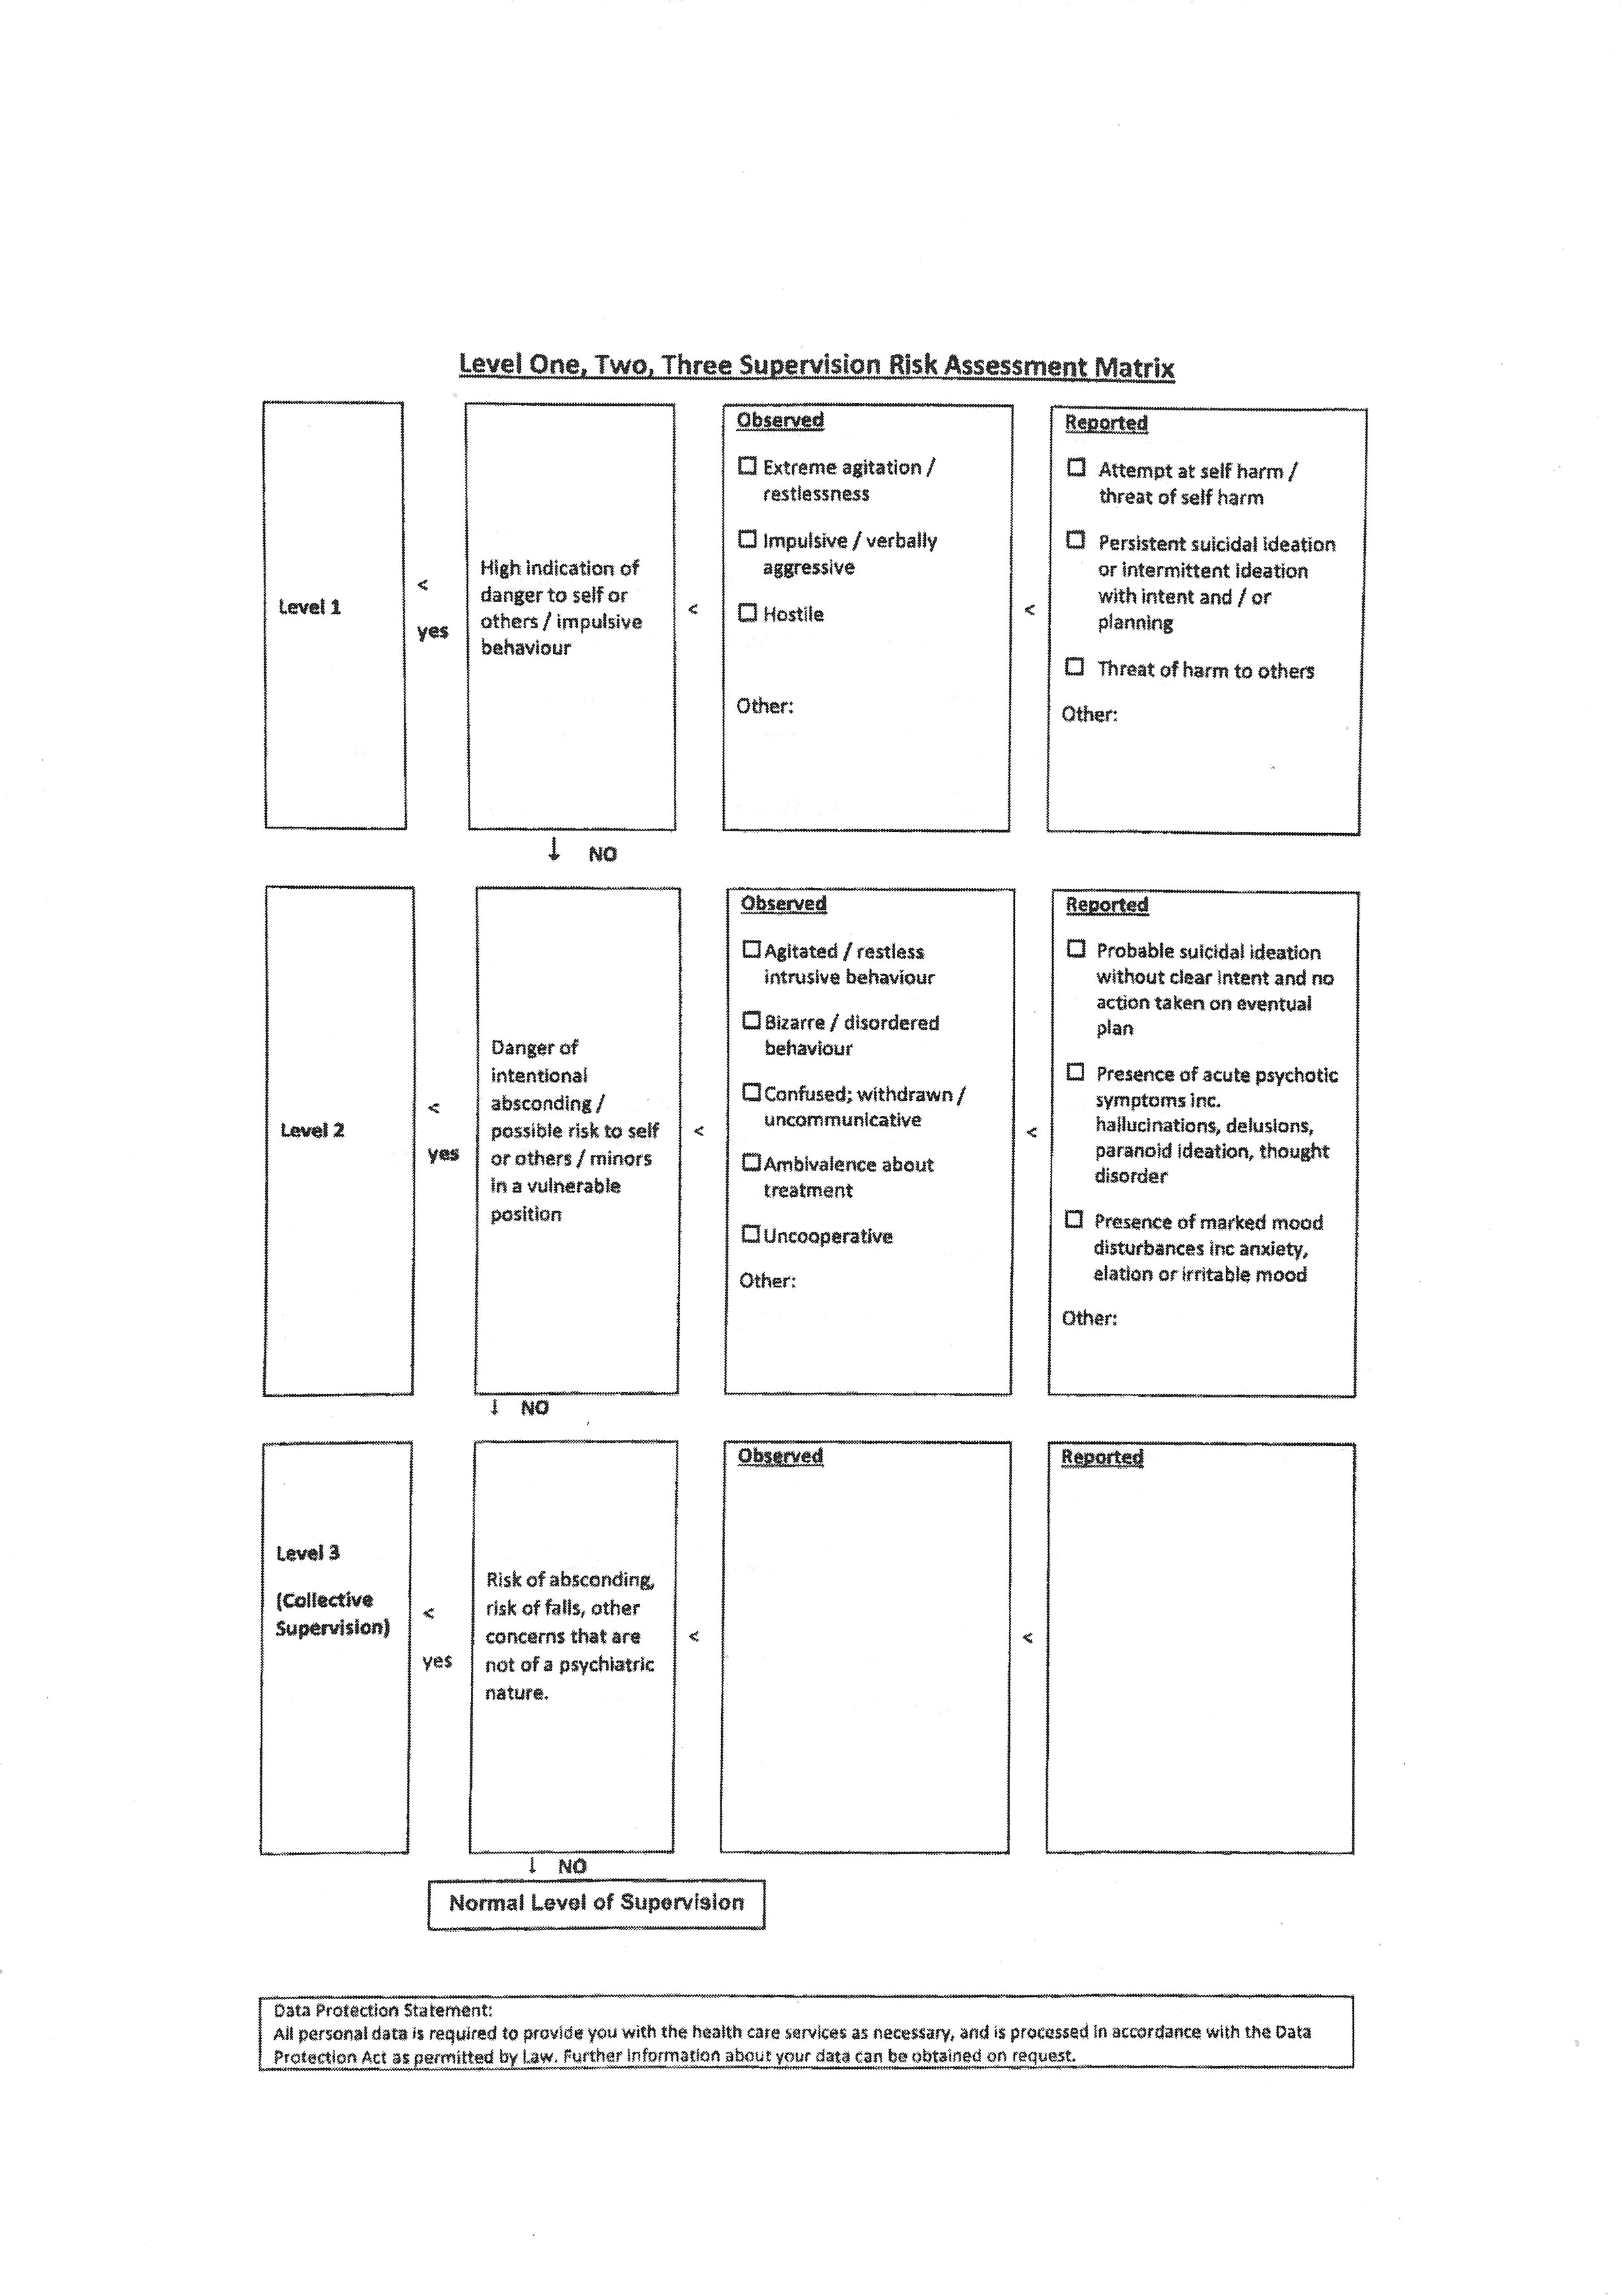 Level One, Two, Three Supervision Risk Assessment Matrix
Level 1
<
yes
High indication of
danger to self or
others / impulsive
behaviour
<
Observed
☐ Extreme agitation /
restlessness
☐ Impulsive / verbally
aggressive
☐ Hostile
Other:
<
Reported
☐ Attempt at self harm /
threat of self harm
☐ Persistent suicidal ideation
or intermittent ideation
with intent and / or
planning
☐ Threat of harm to others
Other:
↓ NO
Level 2
<
yes
Danger of
intentional
absconding /
possible risk to self
or others / minors
in a vulnerable
position
<
Observed
☐ Agitated / restless
intrusive behaviour
☐ Bizarre / disordered
behaviour
☐ Confused; withdrawn /
uncommunicative
☐ Ambivalence about
treatment
☐ Uncooperative
Other:
<
Reported
☐ Probable suicidal ideation
without clear intent and no
action taken on eventual
plan
☐ Presence of acute psychotic
symptoms inc.
hallucinations, delusions,
paranoid ideation, thought
disorder
☐ Presence of marked mood
disturbances inc anxiety,
elation or irritable mood
Other:
↓ NO
Level 3
(Collective
Supervision)
<
yes
Risk of absconding,
risk of falls, other
concerns that are
not of a psychiatric
nature.
<
Observed
<
Reported
↓ NO
Normal Level of Supervision
Data Protection Statement:
All personal data is required to provide you with the health care services as necessary, and is processed in accordance with the Data
Protection Act as permitted by Law. Further information about your data can be obtained on request.